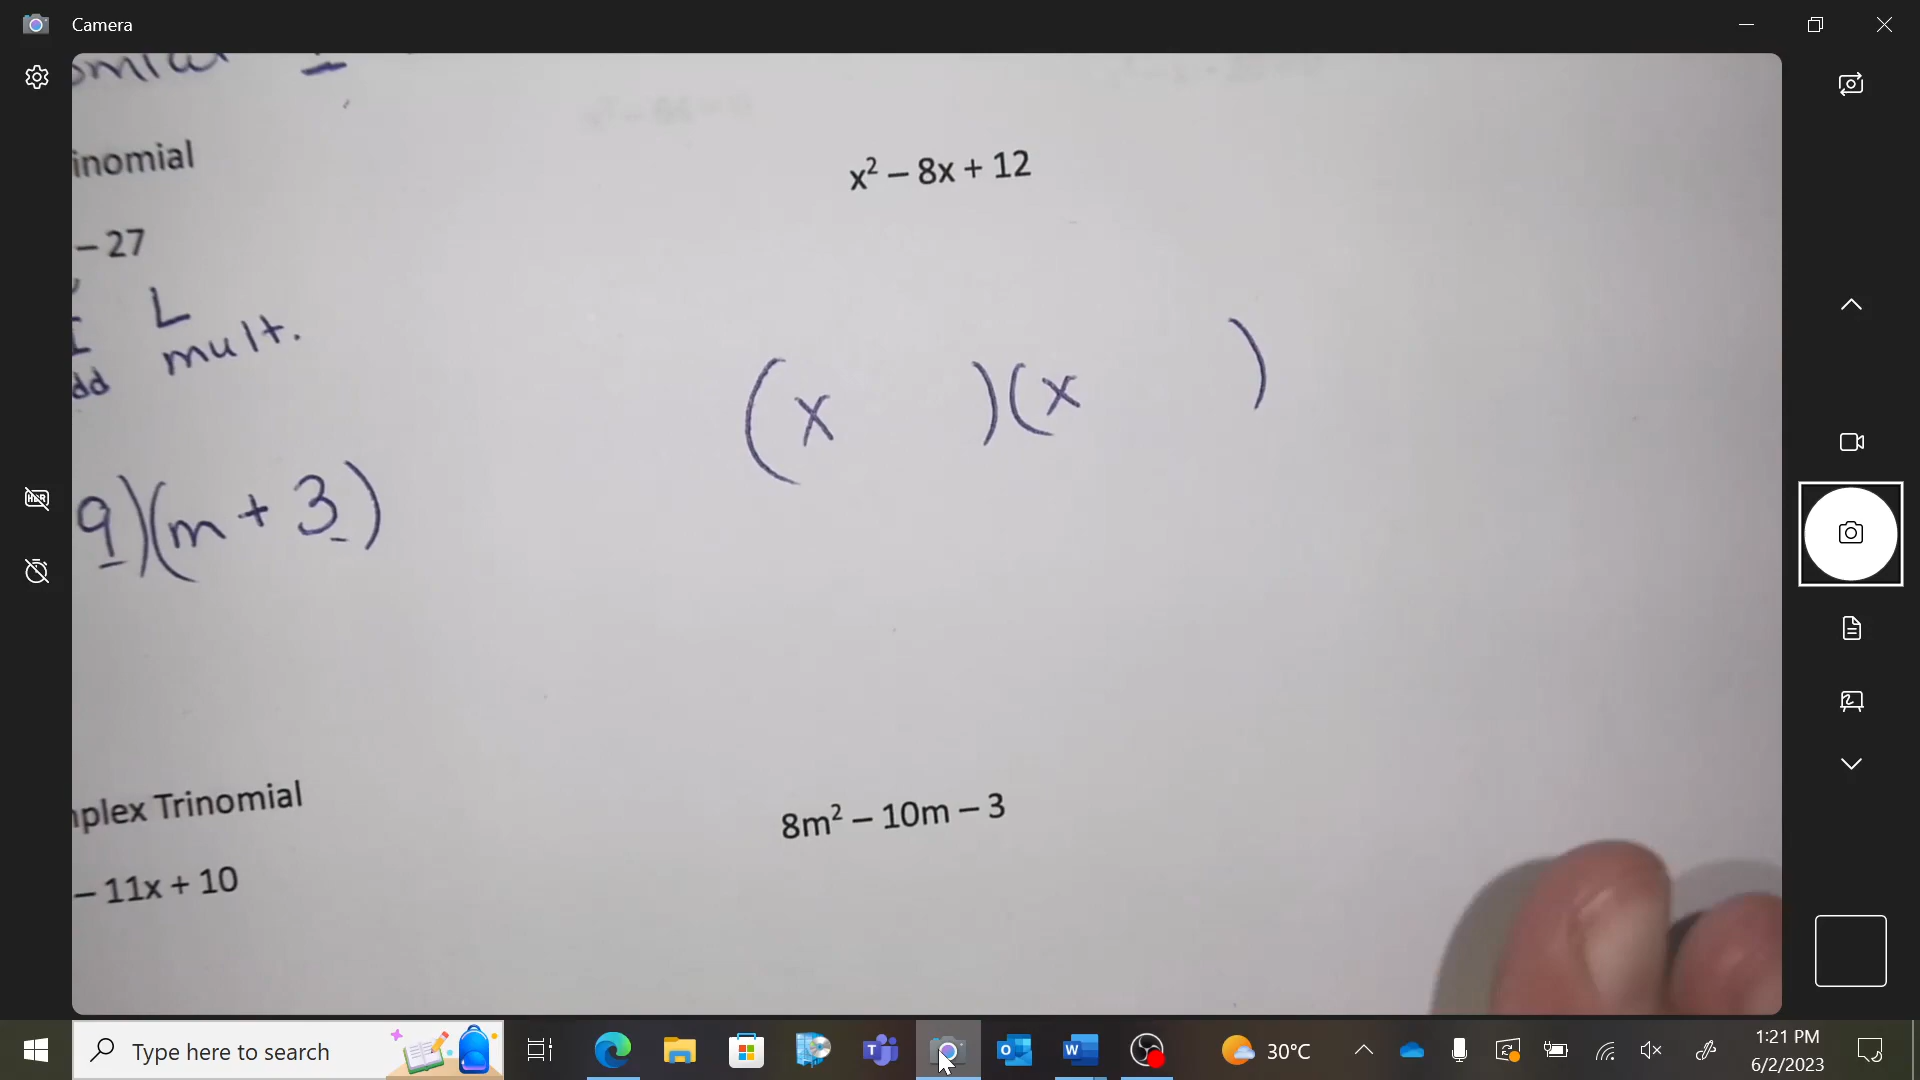 Camera
inomial
x² – 8x + 12
– 27
L
mult.
dd
(x )(x )
9)(m + 3)
plex Trinomial
8m² – 10m – 3
– 11x + 10
Type here to search
30°C
1:21 PM
6/2/2023